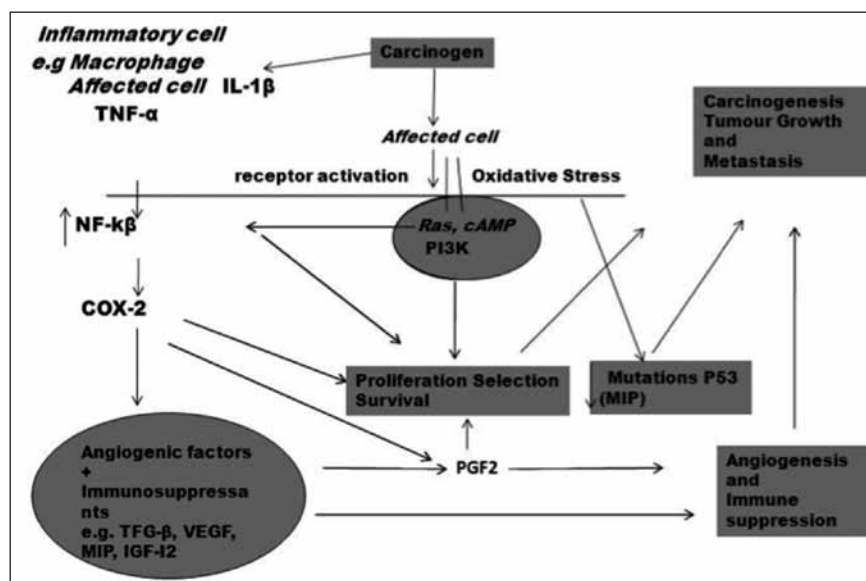 Inflammatory cell
e.g Macrophage
Affected cell IL-1β
TNF-α
Carcinogen
Affected cell
Carcinogenesis
Tumour Growth
and
Metastasis
receptor activation
Oxidative Stress
NF-kβ
Ras, cAMP
PI3K
COX-2
Proliferation Selection
Survival
Mutations P53
(MIP)
Angiogenic factors
+
Immunosuppressa
nts
e.g. TFG-β, VEGF,
MIP, IGF-I2
PGF2
Angiogenesis
and
Immune
suppression